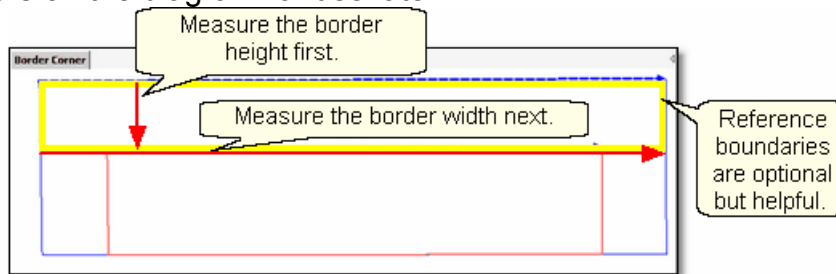 Measure the border
height first.
Border Corner
Measure the border width next.
Reference
boundaries
are optional
but helpful.